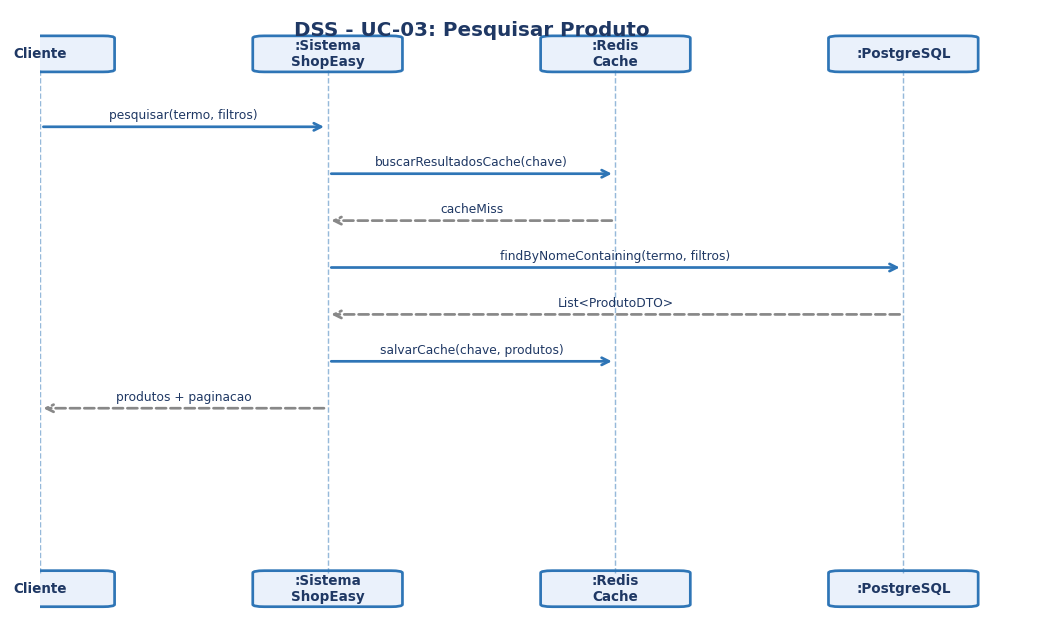 DSS - UC-03: Pesquisar Produto
Cliente
:Sistema
ShopEasy
:Redis
Cache
:PostgreSQL
pesquisar(termo, filtros)
buscarResultadosCache(chave)
cacheMiss
findByNomeContaining(termo, filtros)
List<ProdutoDTO>
salvarCache(chave, produtos)
produtos + paginacao
Cliente
:Sistema
ShopEasy
:Redis
Cache
:PostgreSQL